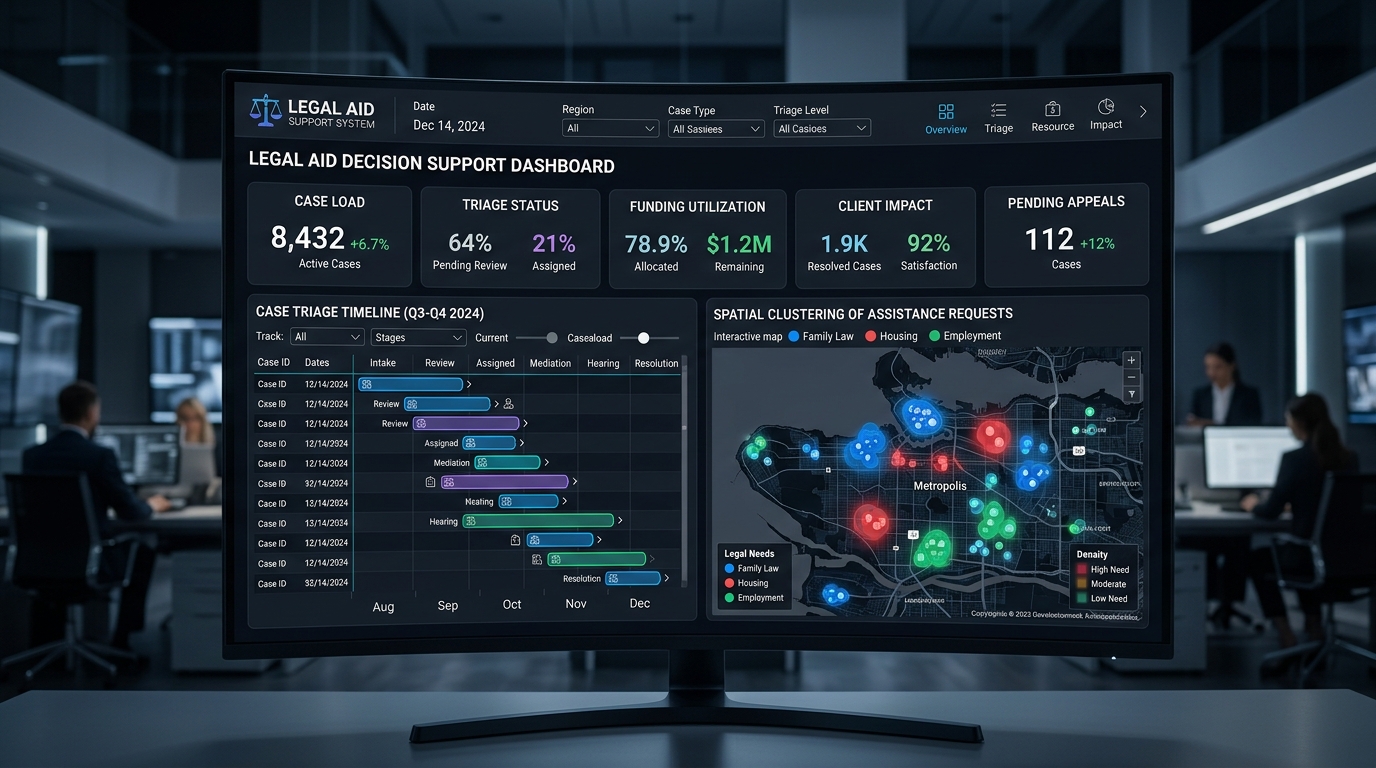 LEGAL AID
SUPPORT SYSTEM
Date
Dec 14, 2024
Region
All
Case Type
All Sasiees
Triage Level
All Casioes
Overview
Triage
Resource
Impact
LEGAL AID DECISION SUPPORT DASHBOARD
CASE LOAD
8,432 +6.7%
Active Cases
TRIAGE STATUS
64% 21%
Pending Review Assigned
FUNDING UTILIZATION
78.9% $1.2M
Allocated Remaining
CLIENT IMPACT
1.9K 92%
Resolved Cases Satisfaction
PENDING APPEALS
112 +12%
Cases
CASE TRIAGE TIMELINE (Q3-Q4 2024)
Track: All Stages Current Caseload
Case ID Dates Intake Review Assigned Mediation Hearing Resolution
Case ID 12/14/2024
Case ID 12/14/2024 Review
Case ID 12/14/2024 Review
Case ID 12/14/2024 Assignad
Case ID 12/14/2024 Mediation
Case ID 32/14/2024
Case ID 13/14/2024 Heating
Case ID 13/14/2024 Hearing
Case ID 12/14/2024
Case ID 12/14/2024
Case ID 32/14/2024 Resolution
Aug Sep Oct Nov Dec
SPATIAL CLUSTERING OF ASSISTANCE REQUESTS
Interactive map Family Law Housing Employment
Metropolis
Legal Needs
Family Law
Housing
Employment
Denaity
High Need
Moderate
Low Need